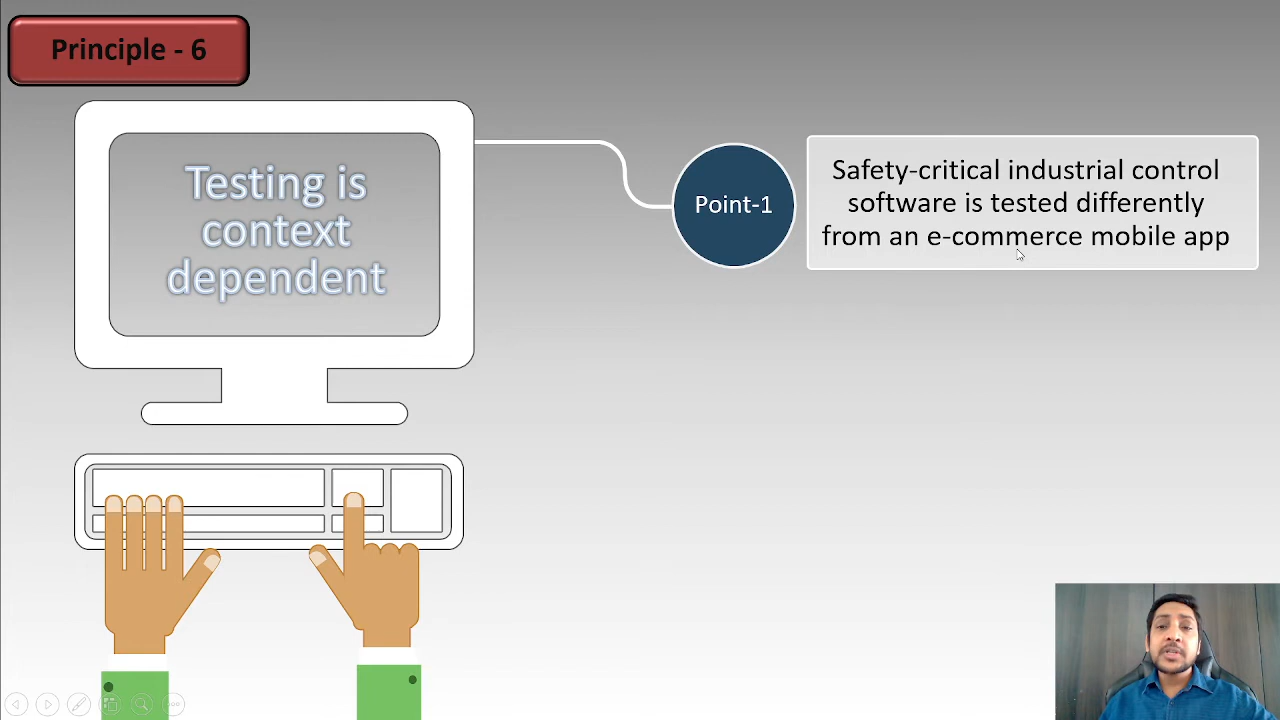 Principle - 6
Testing is
context
dependent
Point-1
Safety-critical industrial control
software is tested differently
from an e-commerce mobile app